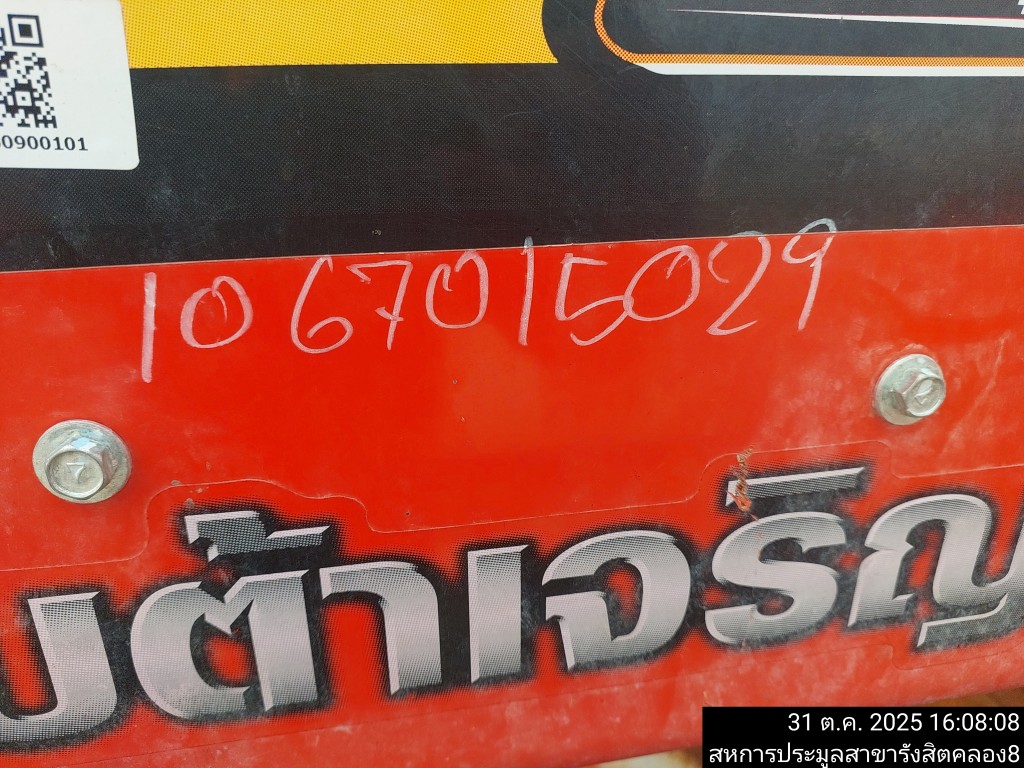 0900101
1067015029
ต้าเจริญ
31 ต.ค. 2025 16:08:08
สหการประมูลสาขารังสิตคลอง8